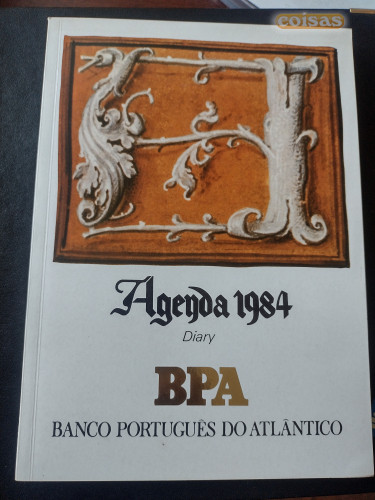 coisas
Agenda 1984
Diary
BPA
BANCO PORTUGUÊS DO ATLÂNTICO